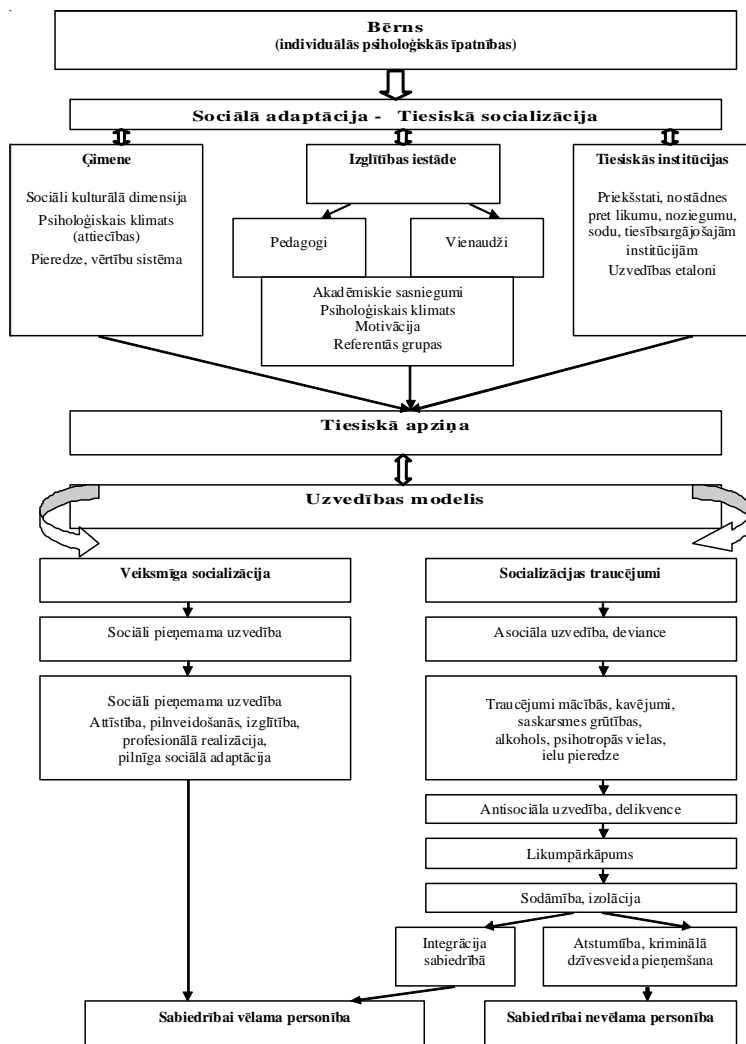 Bērns
(individuālās psiholoģiskās īpatnības)
Sociālā adaptācija - Tiesiskā socializācija
Ģimene
Sociāli kulturālā dimensija
Psiholoģiskais klimats
(attiecības)
Pieredze, vērtību sistēma
Izglītības iestāde
Pedagogi
Vienaudži
Akadēmiskie sasniegumi
Psiholoģiskais klimats
Motivācija
Referentās grupas
Tiesiskās institūcijas
Priekšstati, nostādnes
pret likumu, noziegumu,
sodu, tiesībsargājošajām
institūcijām
Uzvedības etaloni
Tiesiskā apziņa
Uzvedības modelis
Veiksmīga socializācija
Sociāli pieņemama uzvedība
Sociāli pieņemama uzvedība
Attīstība, pilnveidošanās, izglītība,
profesionālā realizācija,
pilnīga sociālā adaptācija
Socializācijas traucējumi
Asociāla uzvedība, deviance
Traucējumi mācībās, kavējumi,
saskarsmes grūtības,
alkohols, psihotropās vielas,
ielu pieredze
Antisociāla uzvedība, delikvence
Likumpārkāpums
Sodāmība, izolācija
Integrācija
sabiedrībā
Atstumtība, kriminālā
dzīvesveida pieņemšana
Sabiedrībai vēlama personība
Sabiedrībai nevēlama personība